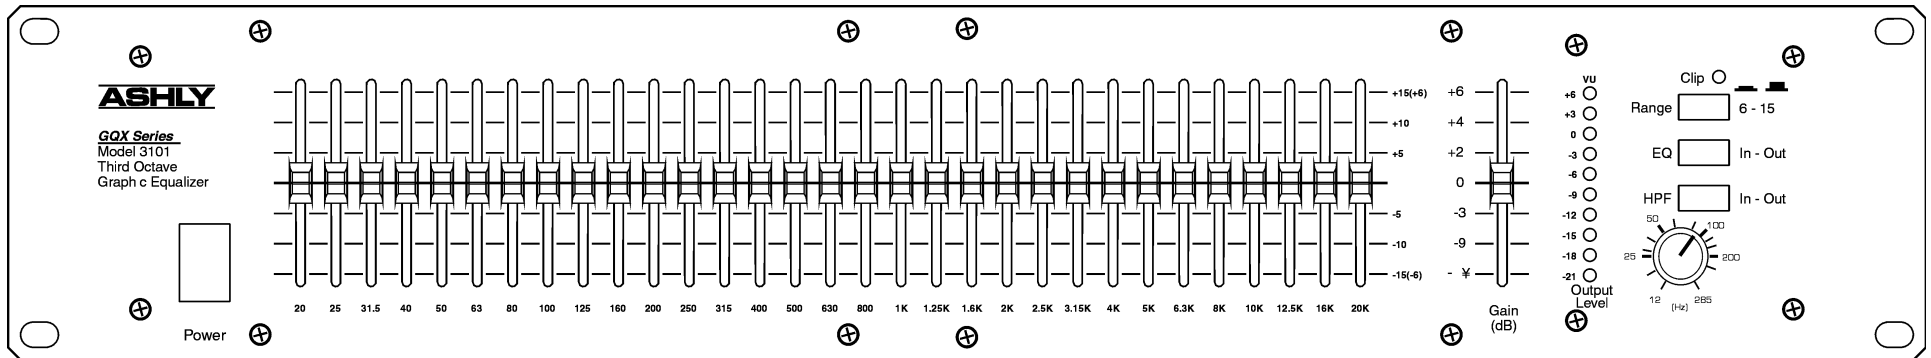 ASHLY
GQX Series
Model 3101
Third Octave
Graph c Equalizer
Power
+15(+6)
+10
+5
-5
-10
-15(-6)
20 25 31.5 40 50 63 80 100 125 160 200 250 315 400 500 630 800 1K 1.25K 1.6K 2K 2.5K 3.15K 4K 5K 6.3K 8K 10K 12.5K 16K 20K
+6
+4
+2
0
-3
-9
- ¥
Gain
(dB)
VU
+6
+3
0
-3
-6
-9
-12
-15
-18
-21
Output
Level
Clip
Range 6 - 15
EQ In - Out
HPF In - Out
50 100
25 200
12 (Hz) 285